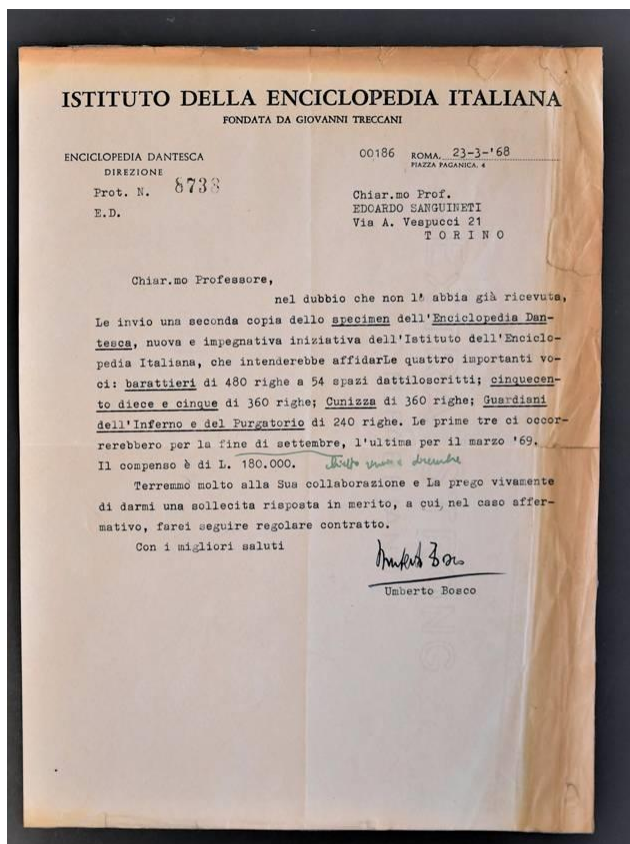 ISTITUTO DELLA ENCICLOPEDIA ITALIANA
FONDATA DA GIOVANNI TRECCANI
ENCICLOPEDIA DANTESCA
DIREZIONE
Prot. N. 8738
E.D.
00186 ROMA, 23-3-'68
PIAZZA PAGANICA, 4
Chiar.mo Prof.
EDOARDO SANGUINETI
Via A. Vespucci 21
TORINO
Chiar.mo Professore,
nel dubbio che non l'abbia già ricevuta,
Le invio una seconda copia dello specimen dell'Enciclopedia Dan-
tesca, nuova e impegnativa iniziativa dell'Istituto dell'Enciclo-
pedia Italiana, che intenderebbe affidarLe quattro importanti vo-
ci: barattieri di 480 righe a 54 spazi dattiloscritti; cinquecen-
to diece e cinque di 360 righe; Cunizza di 360 righe; Guardiani
dell'Inferno e del Purgatorio di 240 righe. Le prime tre ci occor-
rerebbero per la fine di settembre, l'ultima per il marzo '69.
Il compenso è di L. 180.000. dicembre
Terremmo molto alla Sua collaborazione e La prego vivamente
di darmi una sollecita risposta in merito, a cui, nel caso affer-
mativo, farei seguire regolare contratto.
Con i migliori saluti
Umberto Bosco
Umberto Bosco